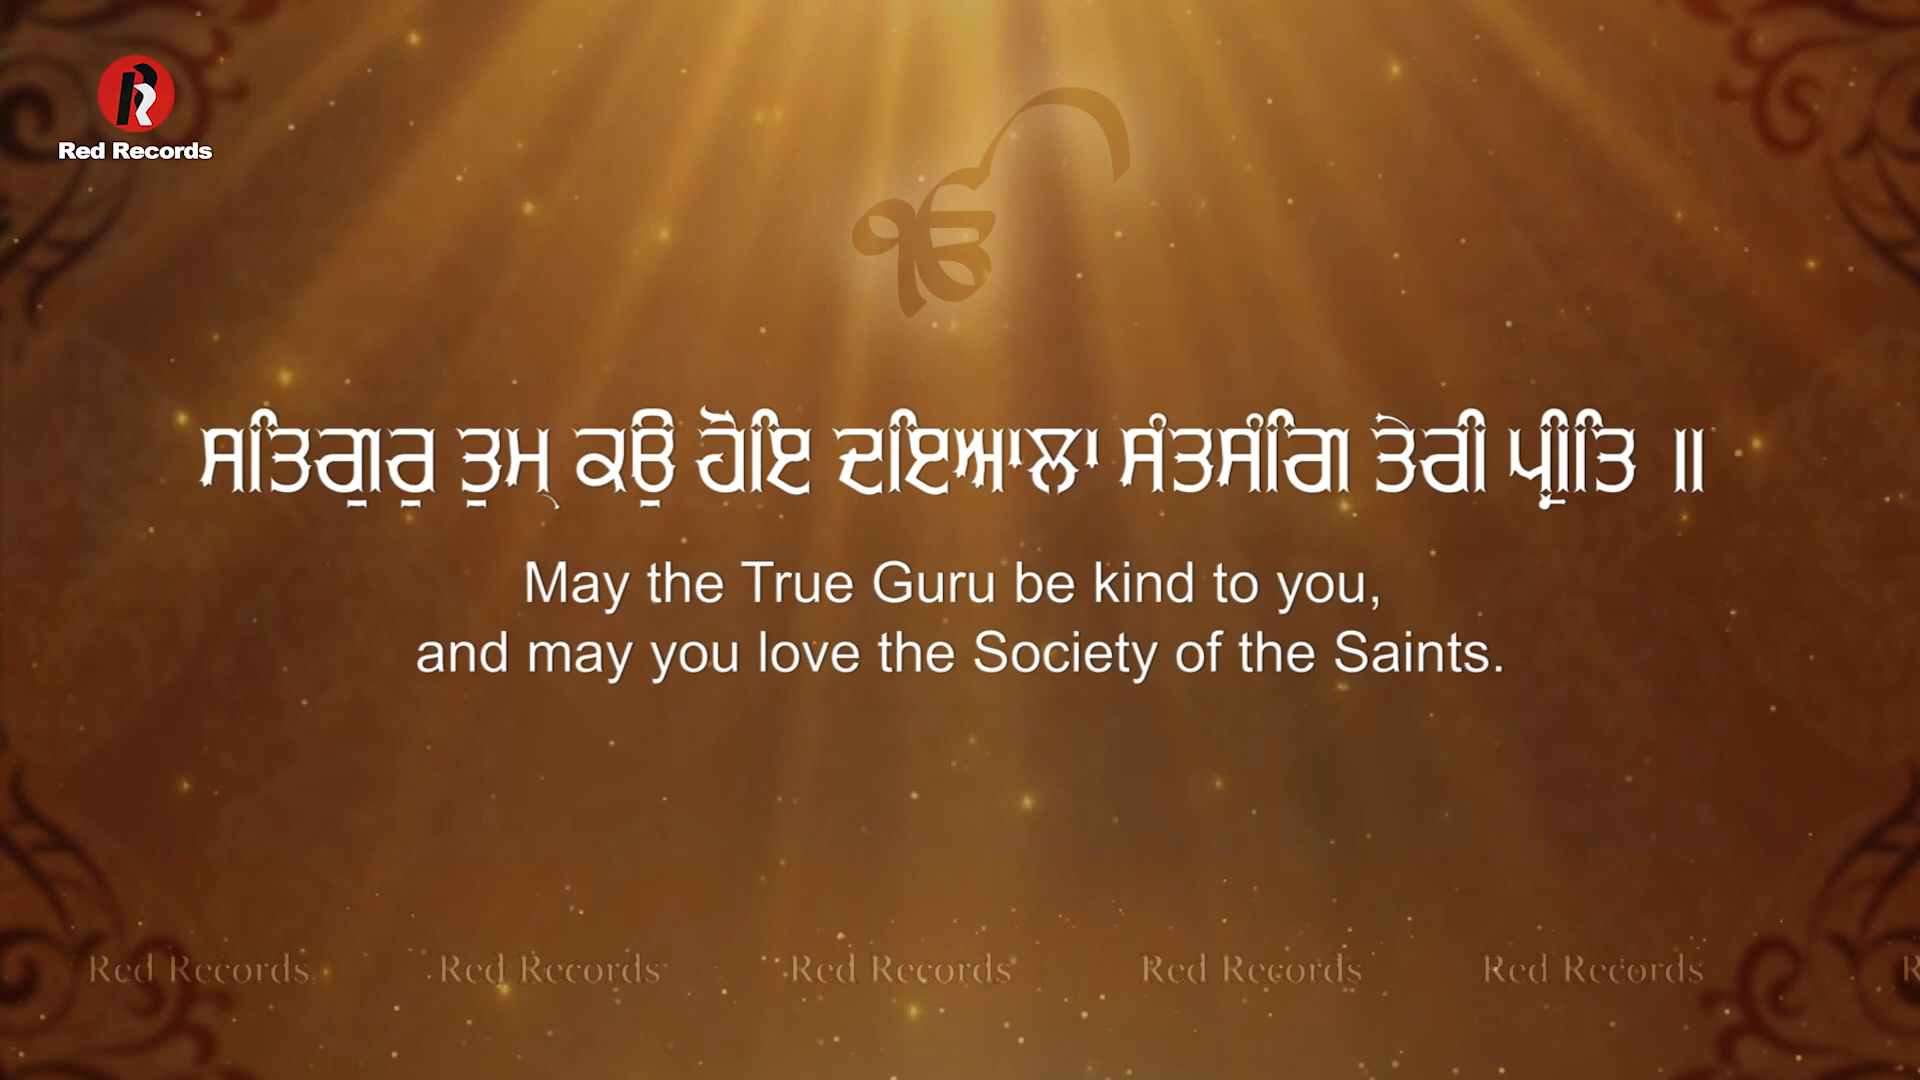 Red Records
ੴ
ਸਤਿਗੁਰੁ ਤੁਮ੍ ਕਉ ਹੋਇ ਦਇਆਲਾ ਸੰਤਸੰਗਿ ਤੇਰੀ ਪ੍ਰੀਤਿ ॥
May the True Guru be kind to you,
and may you love the Society of the Saints.
Red Records Red Records Red Records Red Records Red Records R